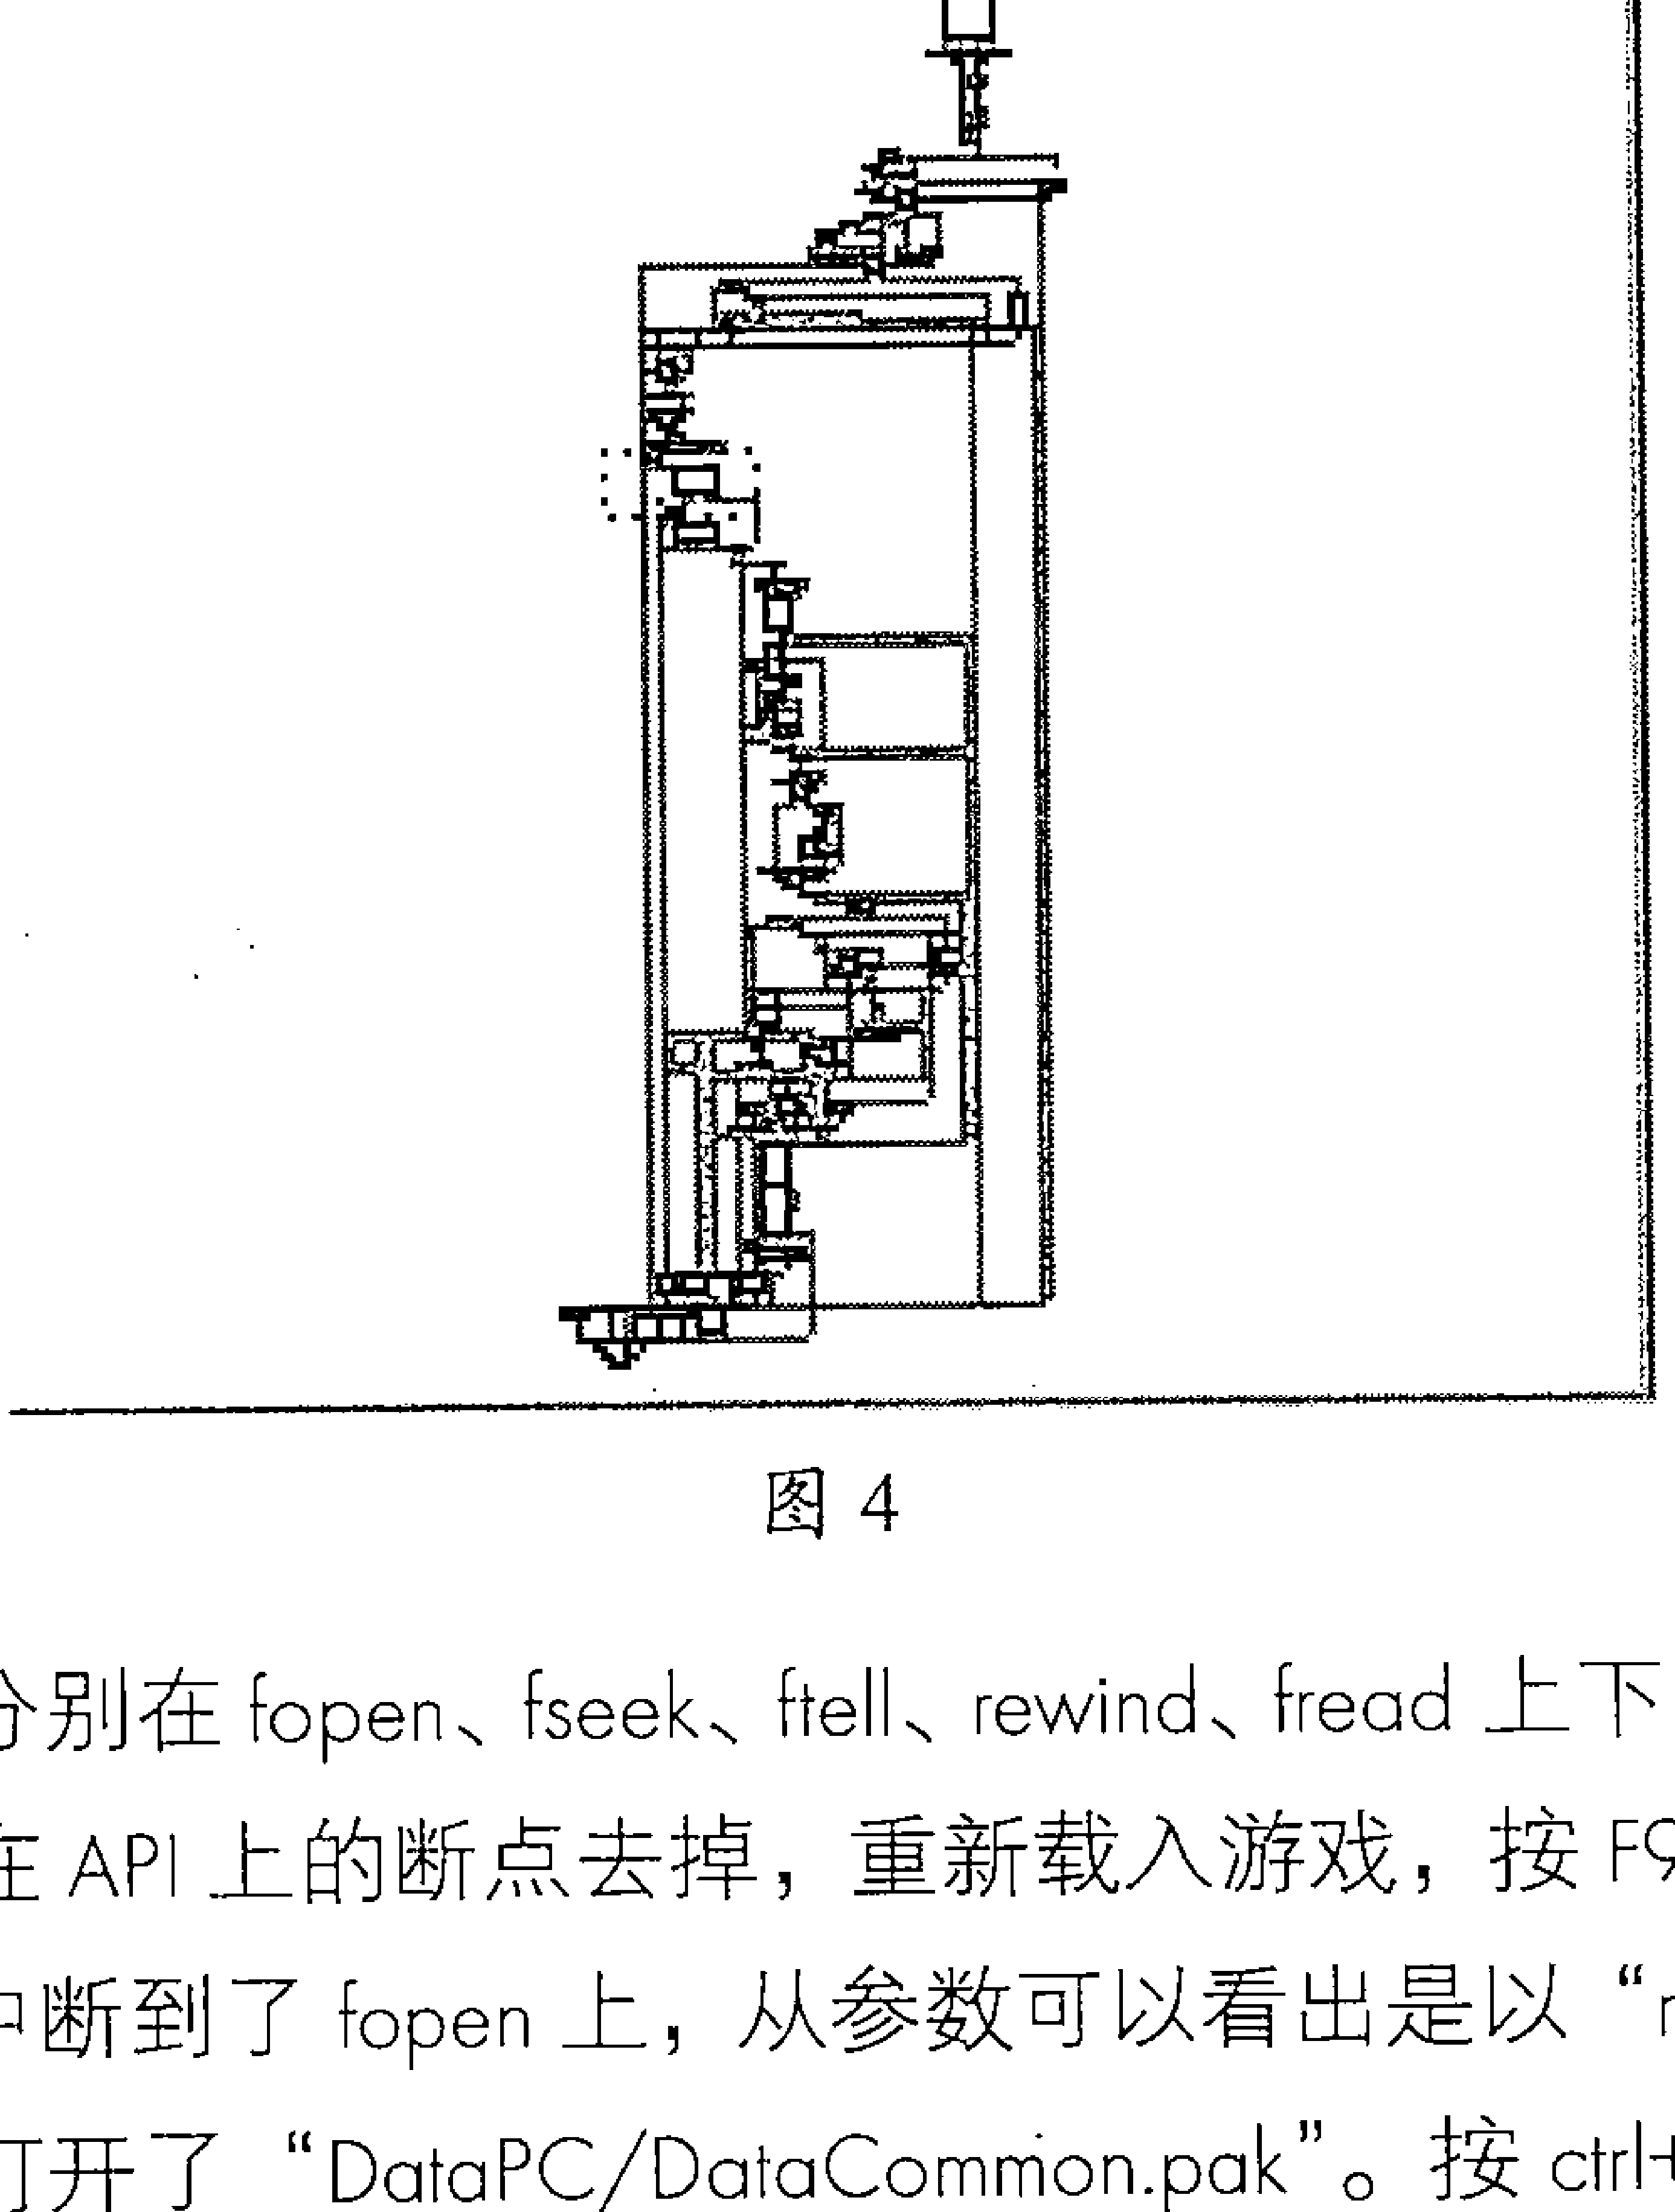 图 4
分别在 fopen、fseek、ftell、rewind、fread 上下
在 API 上的断点去掉，重新载入游戏，按 F9
中断到了 fopen 上，从参数可以看出是以 “r
打开了 “DataPC/DataCommon.pak”。按 ctrl+